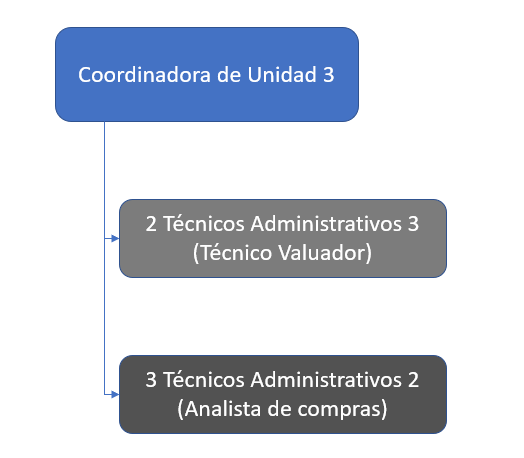 Coordinadora de Unidad 3
2 Técnicos Administrativos 3
(Técnico Valuador)
3 Técnicos Administrativos 2
(Analista de compras)